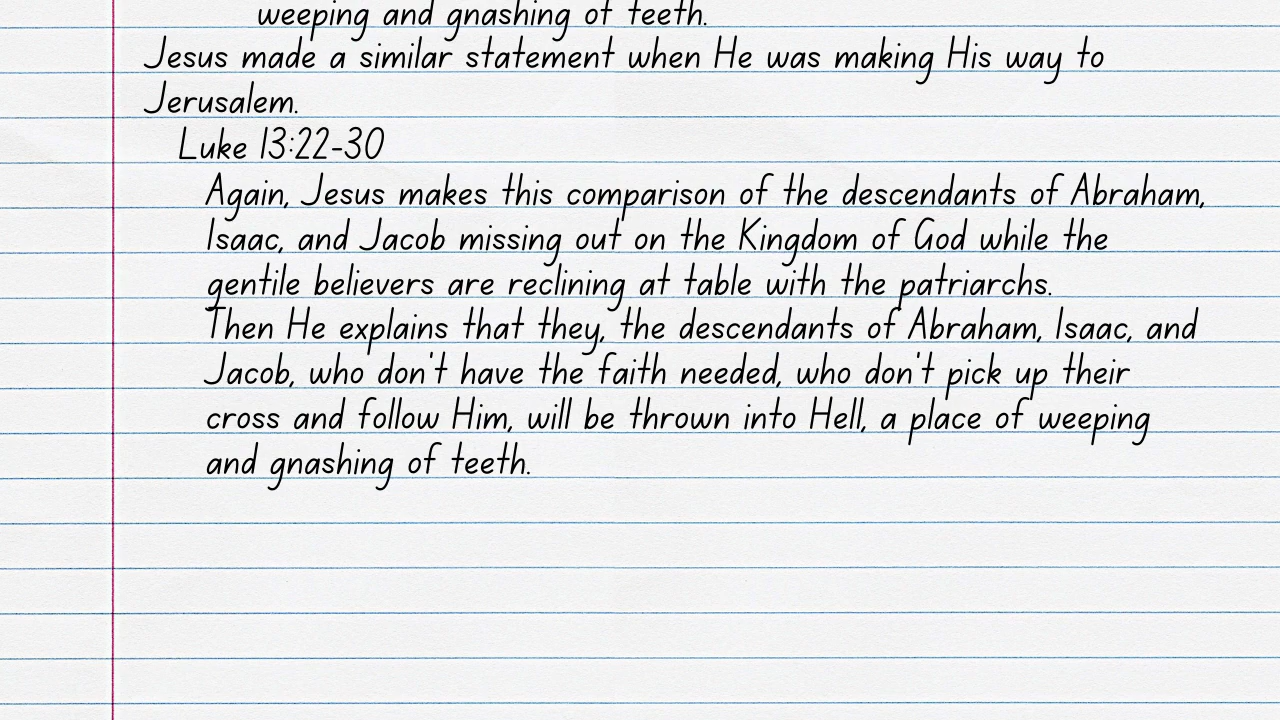 weeping and gnashing of teeth.
Jesus made a similar statement when He was making His way to
Jerusalem.
Luke 13:22-30
Again, Jesus makes this comparison of the descendants of Abraham,
Isaac, and Jacob missing out on the Kingdom of God while the
gentile believers are reclining at table with the patriarchs.
Then He explains that they, the descendants of Abraham, Isaac, and
Jacob, who don't have the faith needed, who don't pick up their
cross and follow Him, will be thrown into Hell, a place of weeping
and gnashing of teeth.